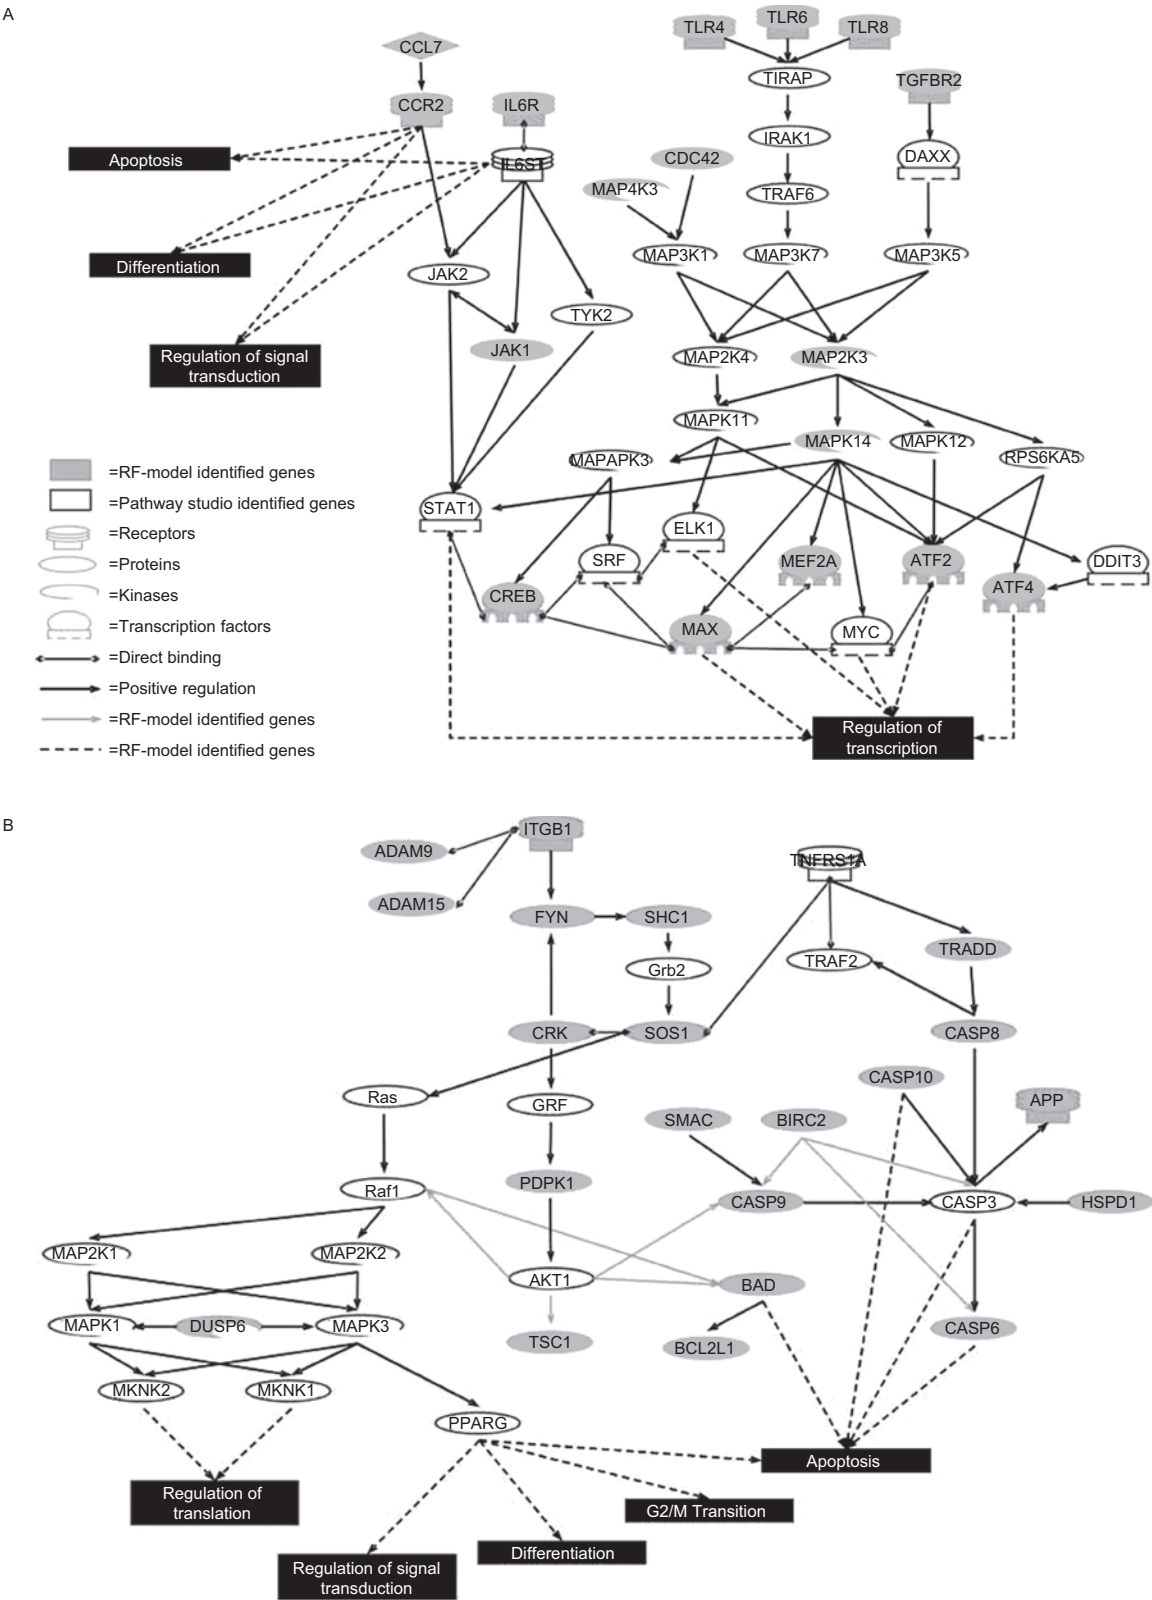 A
TLR4
TLR6
TLR8
CCL7
TIRAP
TGFBR2
CCR2
IL6R
IRAK1
Apoptosis
IL6ST
CDC42
DAXX
MAP4K3
TRAF6
Differentiation
MAP3K1
MAP3K7
MAP3K5
JAK2
TYK2
Regulation of signal
transduction
JAK1
MAP2K4
MAP2K3
MAPK11
MAPK14
MAPK12
MAPAPK3
RPS6KA5
=RF-model identified genes
=Pathway studio identified genes
=Receptors
=Proteins
=Kinases
=Transcription factors
=Direct binding
=Positive regulation
=RF-model identified genes
=RF-model identified genes
STAT1
ELK1
SRF
MEF2A
ATF2
DDIT3
CREB
ATF4
MAX
MYC
Regulation of
transcription
B
ITGB1
ADAM9
TNFRS1A
ADAM15
FYN
SHC1
TRADD
Grb2
TRAF2
CRK
SOS1
CASP8
CASP10
Ras
GRF
APP
SMAC
BIRC2
Raf1
PDPK1
CASP9
CASP3
HSPD1
MAP2K1
MAP2K2
AKT1
BAD
MAPK1
DUSP6
MAPK3
TSC1
BCL2L1
CASP6
MKNK2
MKNK1
PPARG
Apoptosis
Regulation of
translation
G2/M Transition
Differentiation
Regulation of signal
transduction